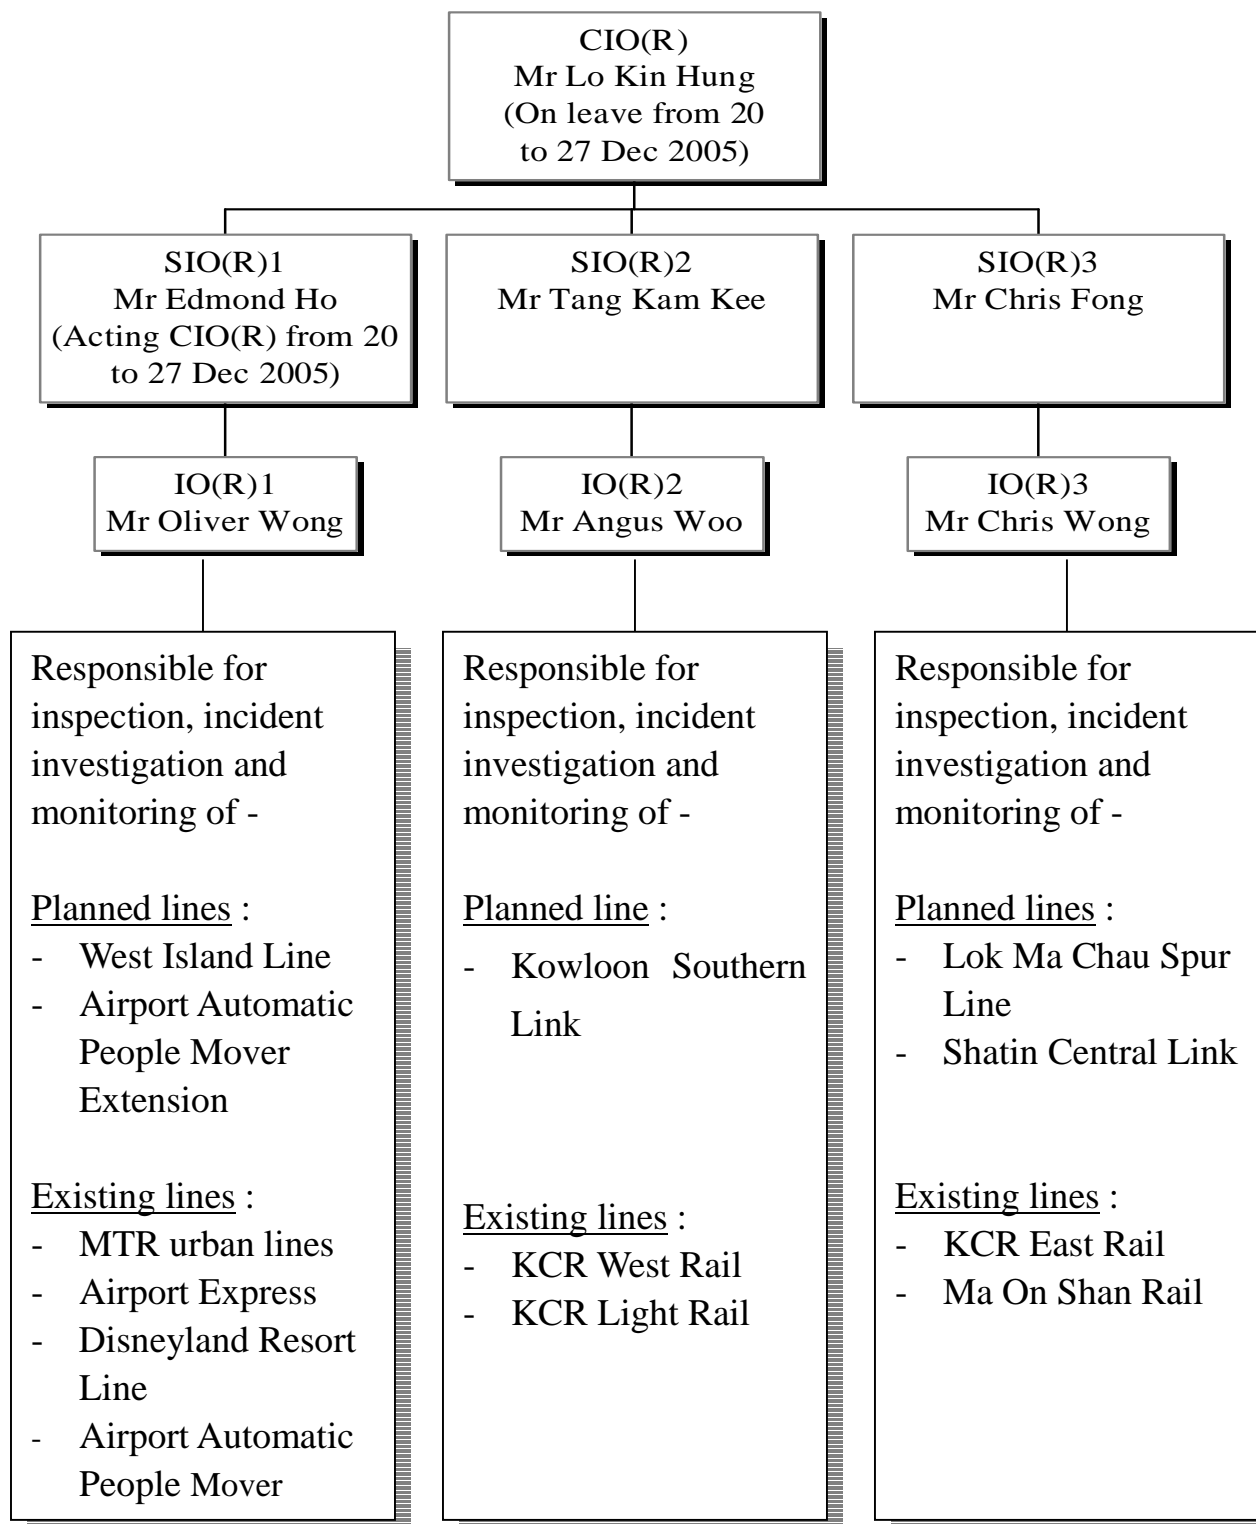 CIO(R)
Mr Lo Kin Hung
(On leave from 20
to 27 Dec 2005)
SIO(R)1
Mr Edmond Ho
(Acting CIO(R) from 20
to 27 Dec 2005)
SIO(R)2
Mr Tang Kam Kee
SIO(R)3
Mr Chris Fong
IO(R)1
Mr Oliver Wong
IO(R)2
Mr Angus Woo
IO(R)3
Mr Chris Wong
Responsible for
inspection, incident
investigation and
monitoring of -
Planned lines :
- West Island Line
- Airport Automatic
People Mover
Extension
Existing lines :
- MTR urban lines
- Airport Express
- Disneyland Resort
Line
- Airport Automatic
People Mover
Responsible for
inspection, incident
investigation and
monitoring of -
Planned line :
- Kowloon Southern
Link
Existing lines :
- KCR West Rail
- KCR Light Rail
Responsible for
inspection, incident
investigation and
monitoring of -
Planned lines :
- Lok Ma Chau Spur
Line
- Shatin Central Link
Existing lines :
- KCR East Rail
- Ma On Shan Rail